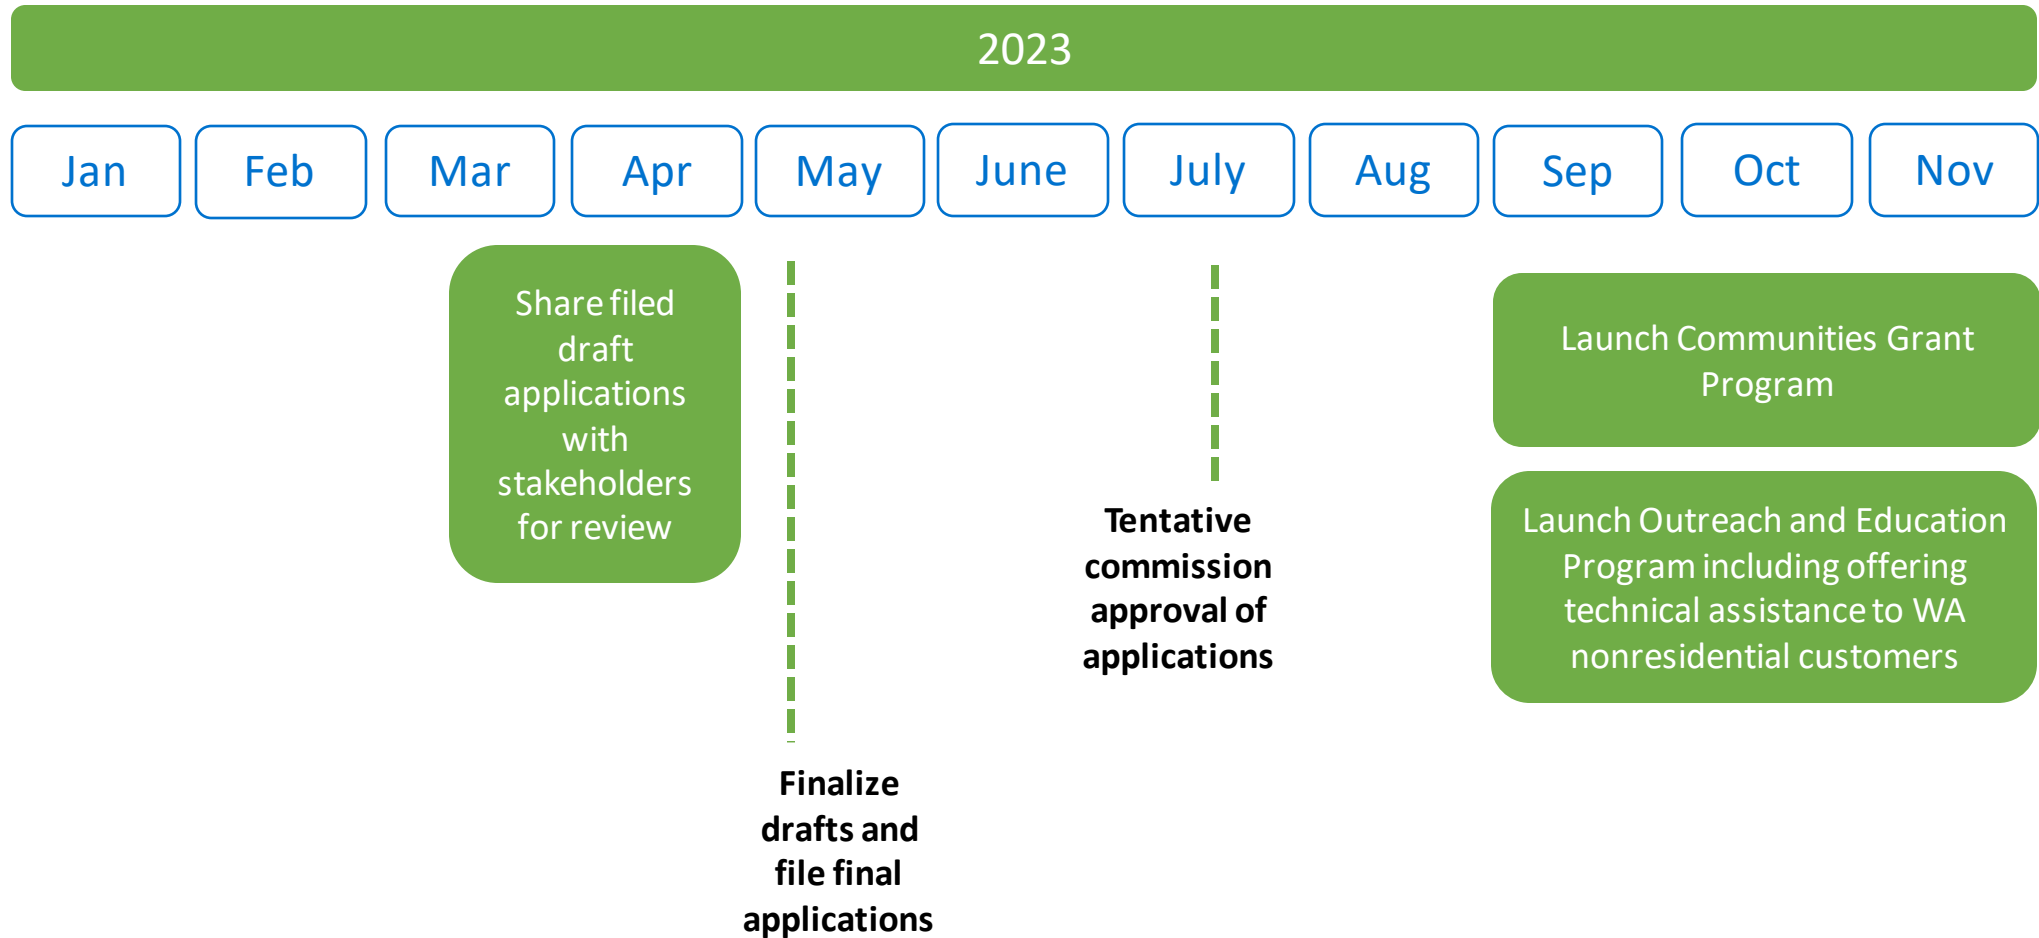 2023
Jan
Feb
Mar
Apr
May
June
July
Aug
Sep
Oct
Nov
Share filed
draft
applications
with
stakeholders
for review
Finalize
drafts and
file final
applications
Tentative
commission
approval of
applications
Launch Communities Grant
Program
Launch Outreach and Education
Program including offering
technical assistance to WA
nonresidential customers